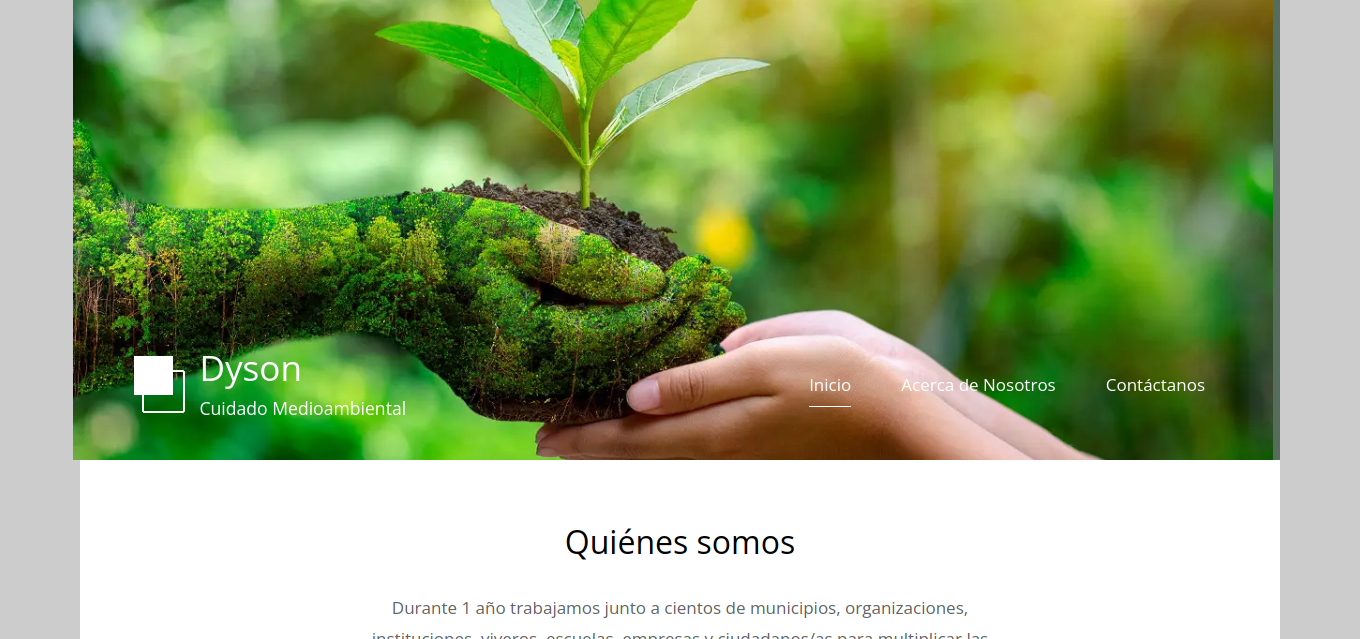 Dyson
Cuidado Medioambiental
Inicio
Acerca de Nosotros
Contáctanos
Quiénes somos
Durante 1 año trabajamos junto a cientos de municipios, organizaciones,
instituciones, viveros, escuelas, empresas y ciudadanos/as para multiplicar las